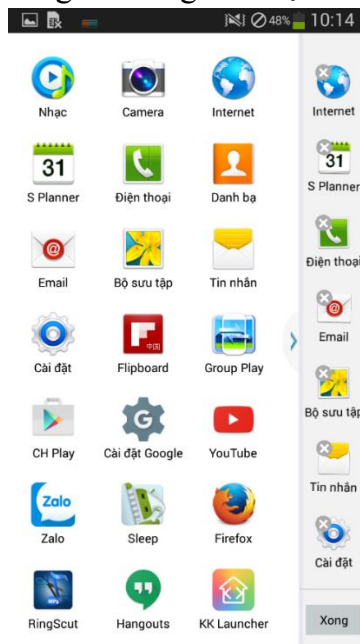 48% 10:14
Nhạc Camera Internet
31
S Planner Điện thoại Danh bạ
Email Bộ sưu tập Tin nhắn
中国
Cài đặt Flipboard Group Play
CH Play Cài đặt Google YouTube
Zalo
Zalo Sleep Firefox
RingScut Hangouts KK Launcher
Internet
31
S Planner
Điện thoại
Email
Bộ sưu tập
Tin nhắn
Cài đặt
Xong